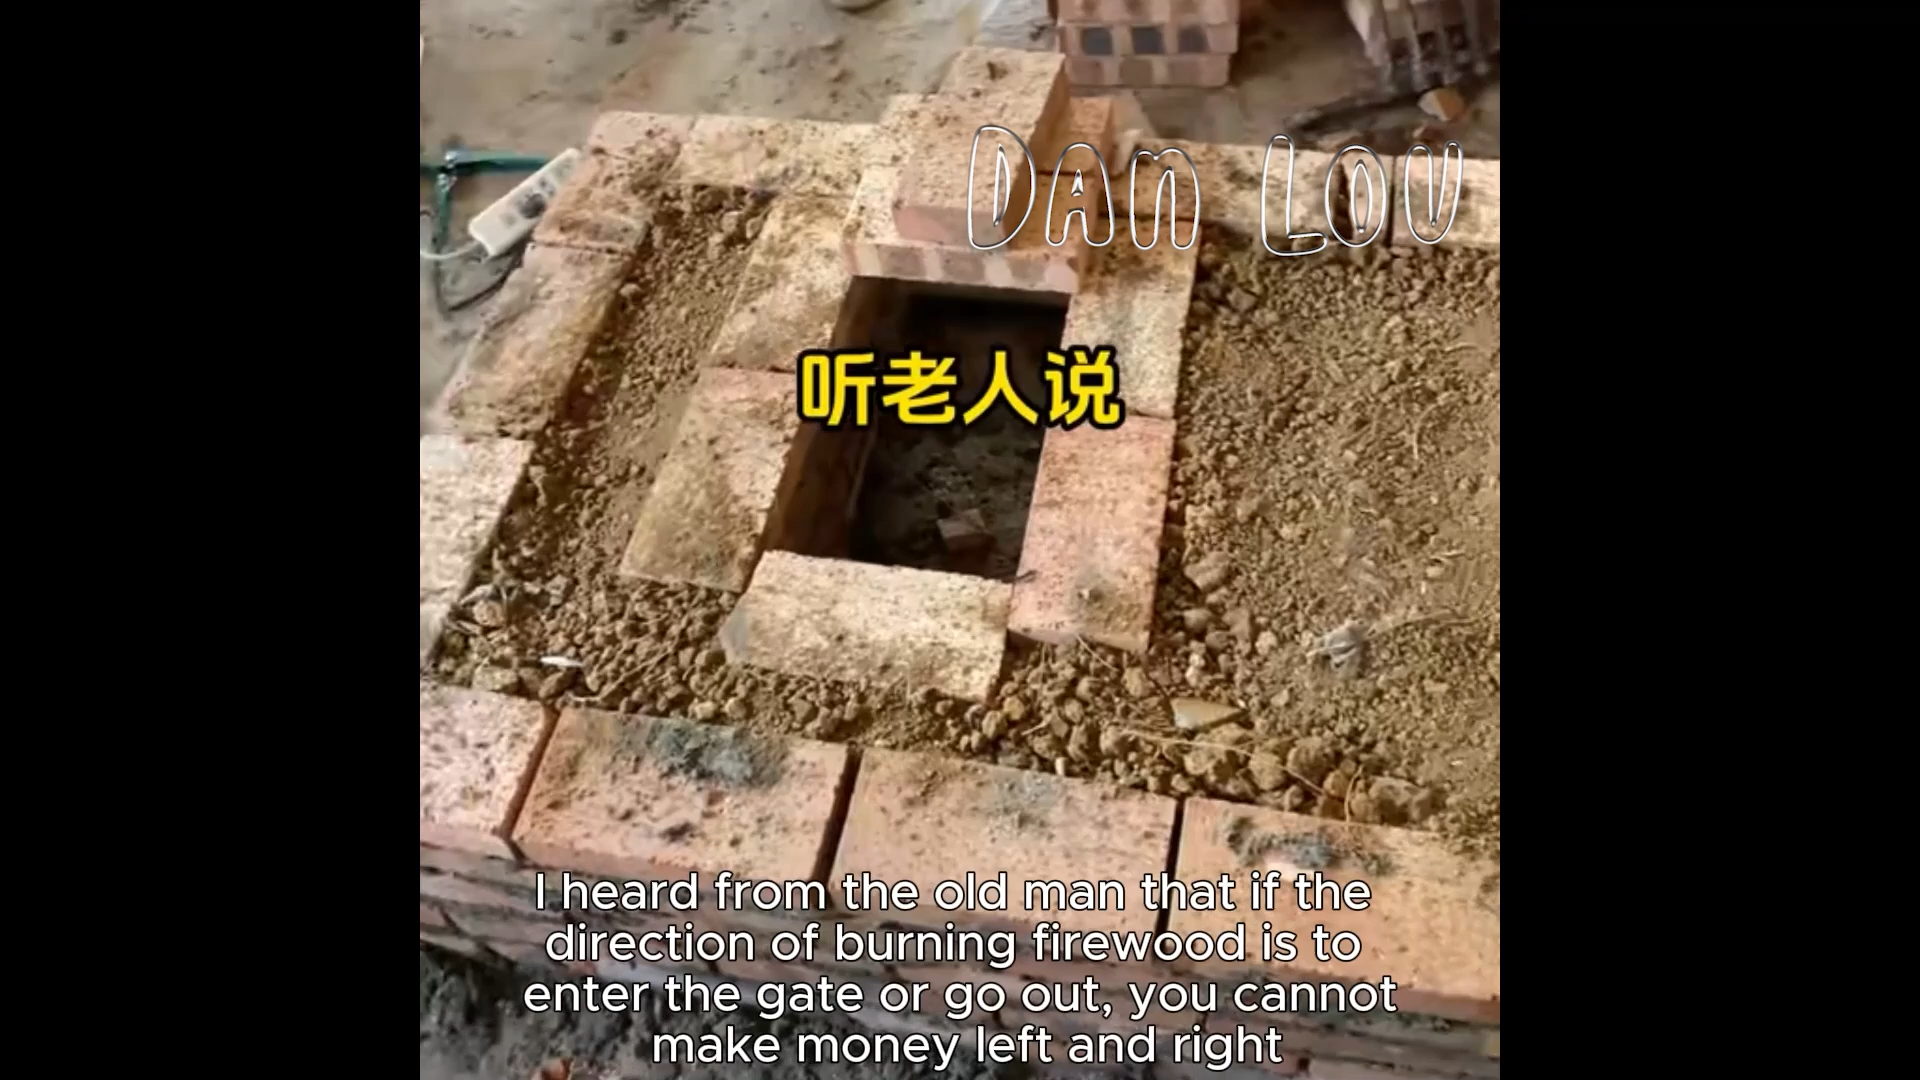 DAn LOU
听老人说
I heard from the old man that if the
direction of burning firewood is to
enter the gate or go out, you cannot
make money left and right